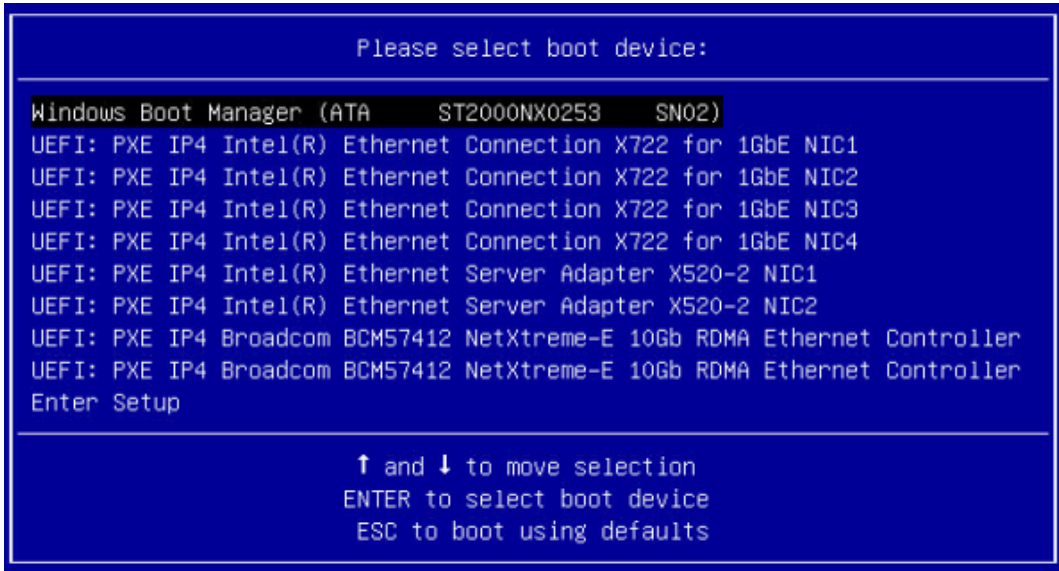 Please select boot device:
Windows Boot Manager (ATA     ST2000NX0253    SN02)
UEFI: PXE IP4 Intel(R) Ethernet Connection X722 for 1GbE NIC1
UEFI: PXE IP4 Intel(R) Ethernet Connection X722 for 1GbE NIC2
UEFI: PXE IP4 Intel(R) Ethernet Connection X722 for 1GbE NIC3
UEFI: PXE IP4 Intel(R) Ethernet Connection X722 for 1GbE NIC4
UEFI: PXE IP4 Intel(R) Ethernet Server Adapter X520-2 NIC1
UEFI: PXE IP4 Intel(R) Ethernet Server Adapter X520-2 NIC2
UEFI: PXE IP4 Broadcom BCM57412 NetXtreme-E 10Gb RDMA Ethernet Controller
UEFI: PXE IP4 Broadcom BCM57412 NetXtreme-E 10Gb RDMA Ethernet Controller
Enter Setup
↑ and ↓ to move selection
ENTER to select boot device
ESC to boot using defaults